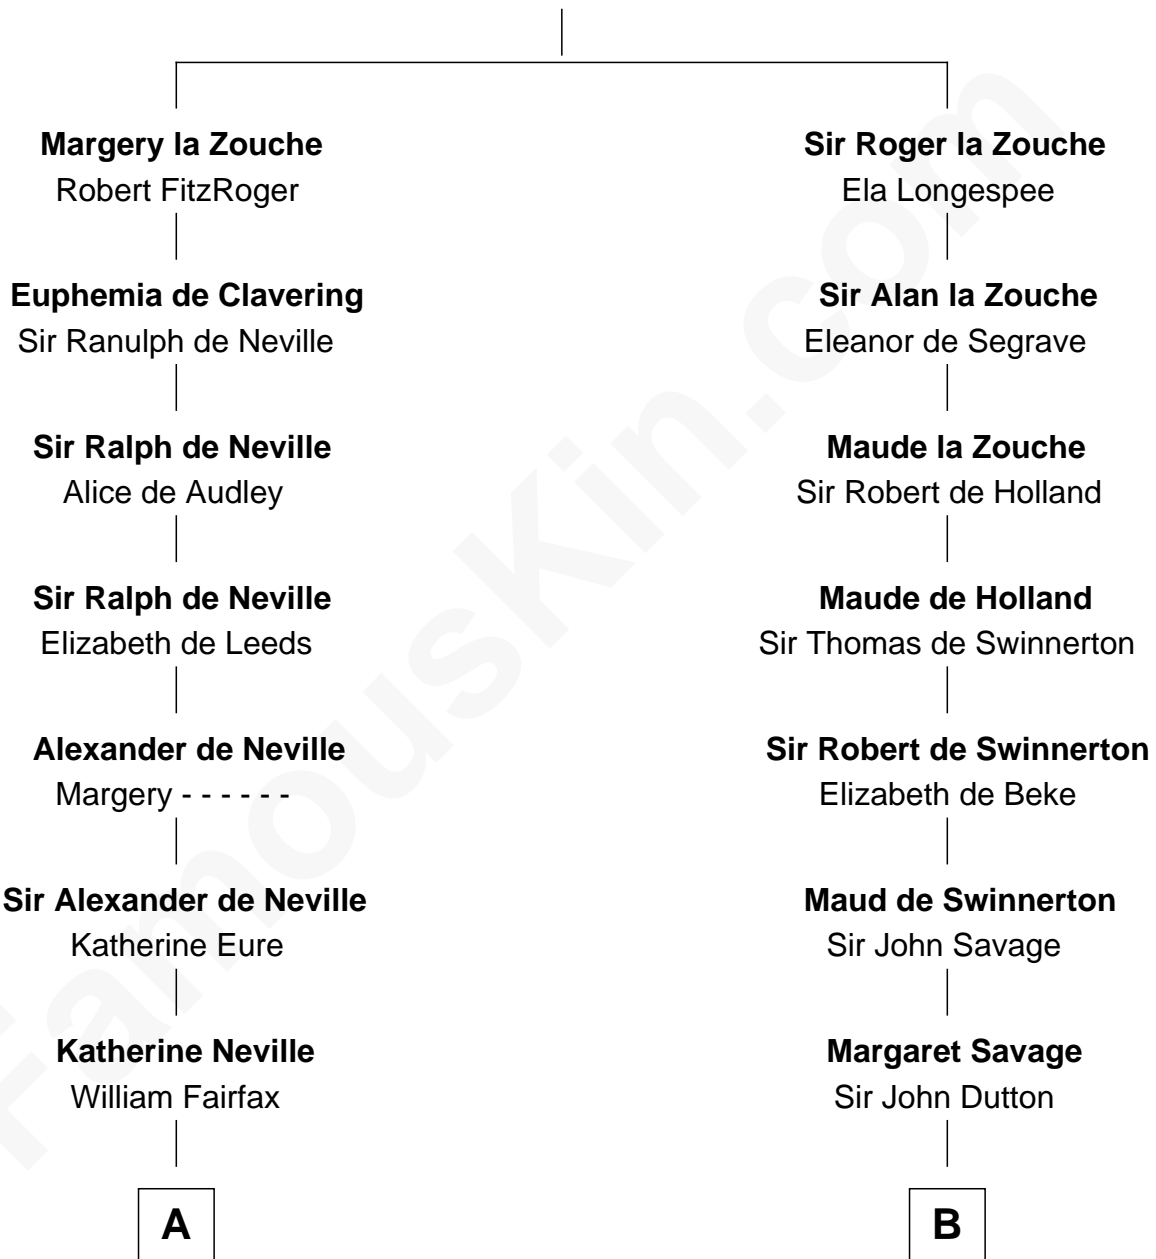 Margery la Zouche
Robert FitzRoger
Sir Roger la Zouche
Ela Longespee
Euphemia de Clavering
Sir Ranulph de Neville
Sir Alan la Zouche
Eleanor de Segrave
Sir Ralph de Neville
Alice de Audley
Maude la Zouche
Sir Robert de Holland
Sir Ralph de Neville
Elizabeth de Leeds
Maude de Holland
Sir Thomas de Swinnerton
Alexander de Neville
Margery - - - - - -
Sir Robert de Swinnerton
Elizabeth de Beke
Sir Alexander de Neville
Katherine Eure
Maud de Swinnerton
Sir John Savage
Katherine Neville
William Fairfax
Margaret Savage
Sir John Dutton
A
B
FamousKin.com